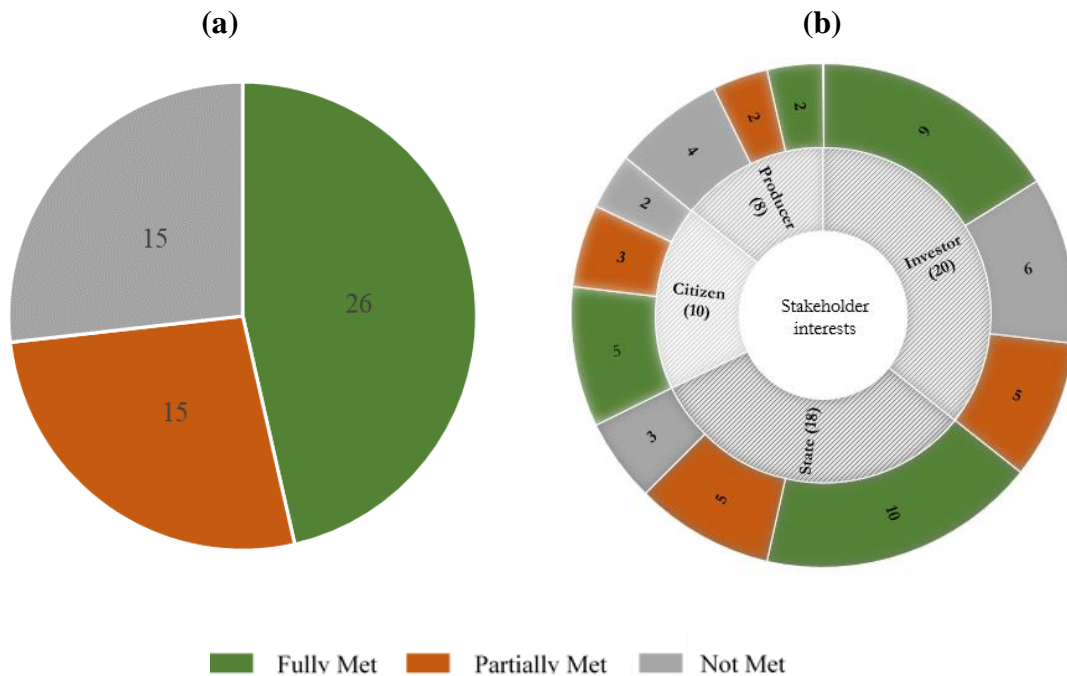 (a)
(b)
15
26
15
2
2
9
4
Producer
(8)
2
Investor
(20)
6
3
Citizen
(10)
Stakeholder
interests
5
5
State (18)
3
5
10
Fully Met
Partially Met
Not Met